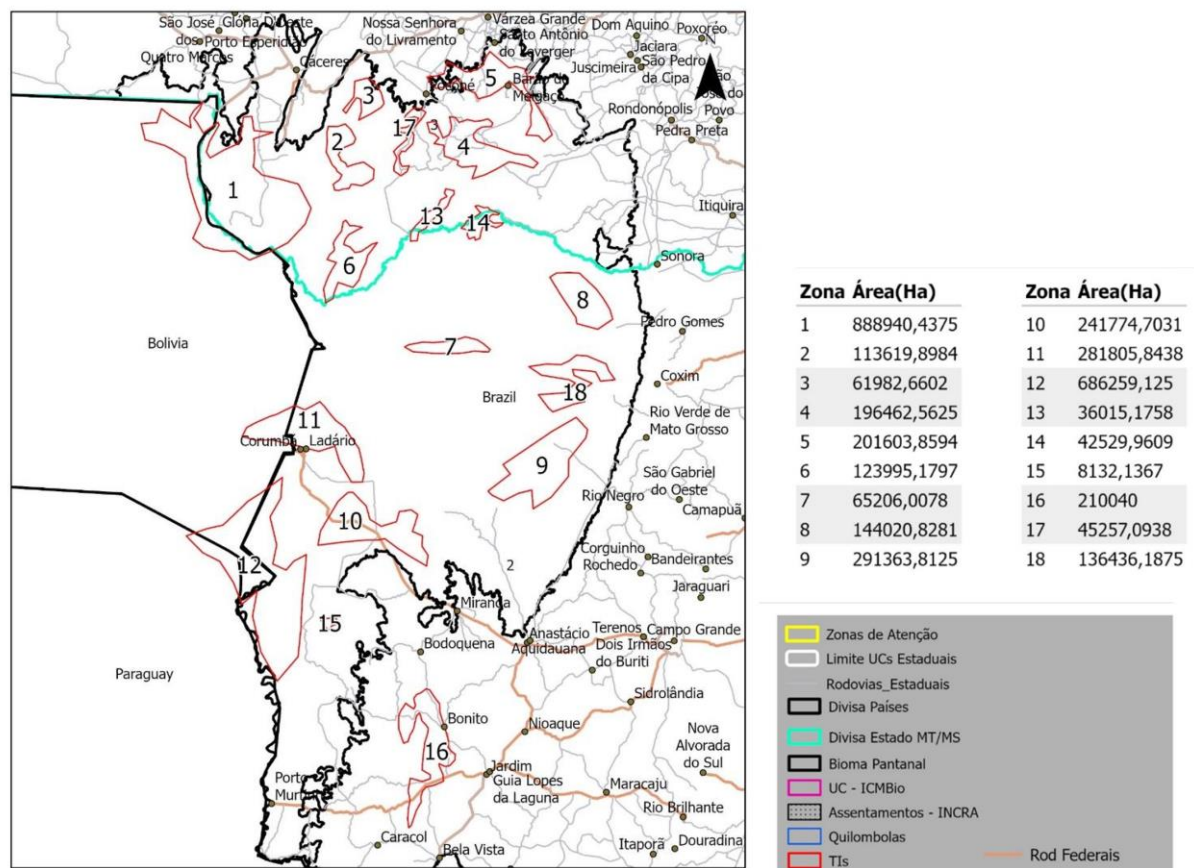 São José
Glória D'Oeste
dos
Porto Esperidião
Quatro Marcos
Cáceres
Nossa Senhora
do Livramento
Várzea Grande
Santo Antônio
Dom Aquino
Poxoréo
Jaciara
São Pedro
da Cipa
Juscimeira
Rondonópolis
Povo
Pedra Preta
Barão de
Melgaço
5
3
17
3
2
4
1
13
14
Itiquira
6
Sonora
8
Pedro Gomes
Bolivia
7
Brazil
18
Coxim
11
Rio Verde de
Mato Grosso
Corumbá
Ladário
9
São Gabriel
do Oeste
Rio Negro
Camapuã
10
12
2
Corguinho
Rochedo
Bandeirantes
Jaraguari
15
Miranda
Bodoquena
Anastácio
Aquidauana
Terenos
Campo Grande
Dois Irmãos
do Buriti
Paraguay
Sidrolândia
Bonito
Nioaque
Nova
Alvorada
do Sul
16
Jardim
Guia Lopes
da Laguna
Maracaju
Rio Brilhante
Porto
Caracol
Bela Vista
Itaporã
Douradina
Zona Área(Ha)
1 888940,4375
2 113619,8984
3 61982,6602
4 196462,5625
5 201603,8594
6 123995,1797
7 65206,0078
8 144020,8281
9 291363,8125
Zona Área(Ha)
10 241774,7031
11 281805,8438
12 686259,125
13 36015,1758
14 42529,9609
15 8132,1367
16 210040
17 45257,0938
18 136436,1875
Zonas de Atenção
Limite UCs Estaduais
Rodovias_Estaduais
Divisa Países
Divisa Estado MT/MS
Bioma Pantanal
UC - ICMBio
Assentamentos - INCRA
Quilombolas
TIs
Rod Federais